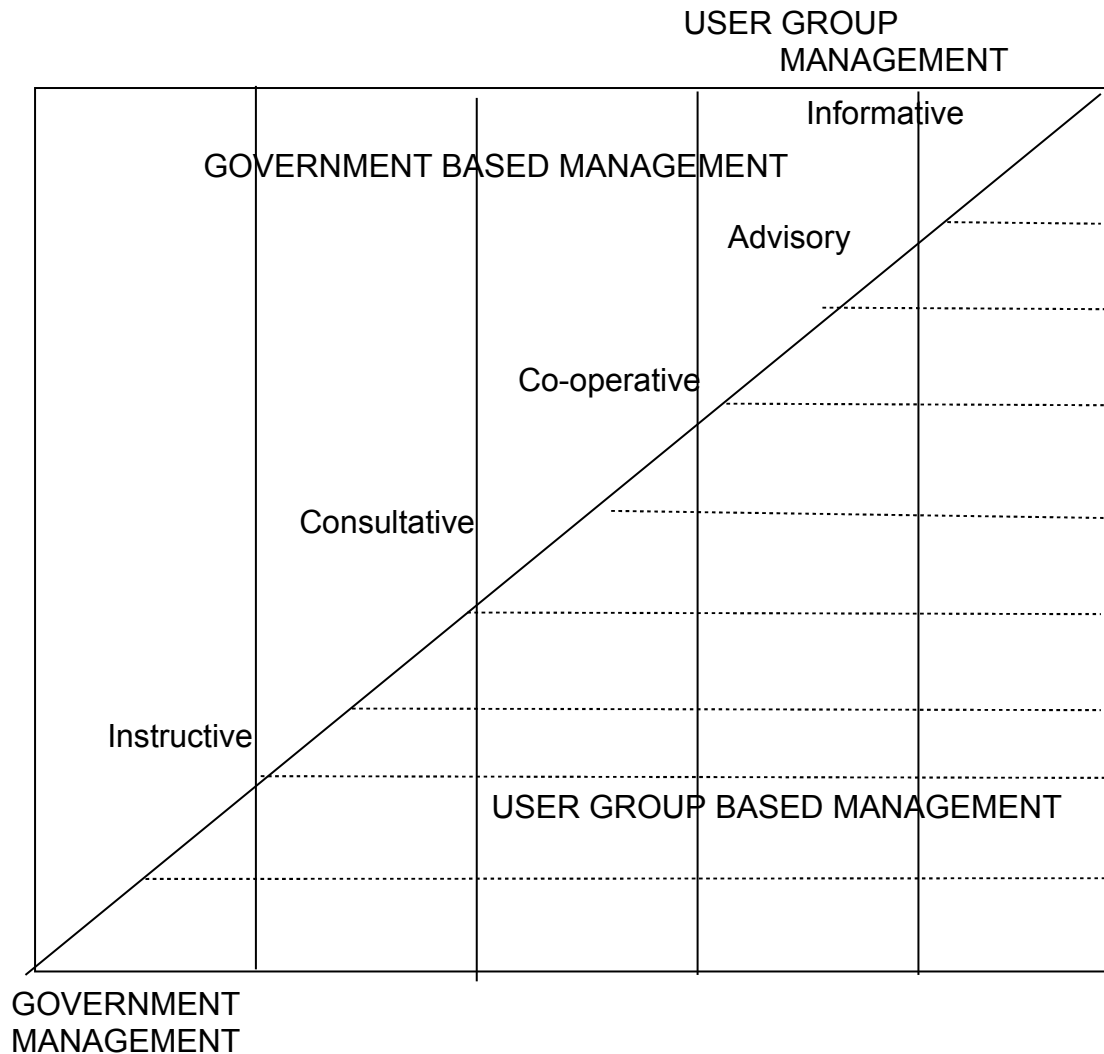 USER GROUP
MANAGEMENT
Informative
GOVERNMENT BASED MANAGEMENT
Advisory
Co-operative
Consultative
Instructive
USER GROUP BASED MANAGEMENT
GOVERNMENT
MANAGEMENT